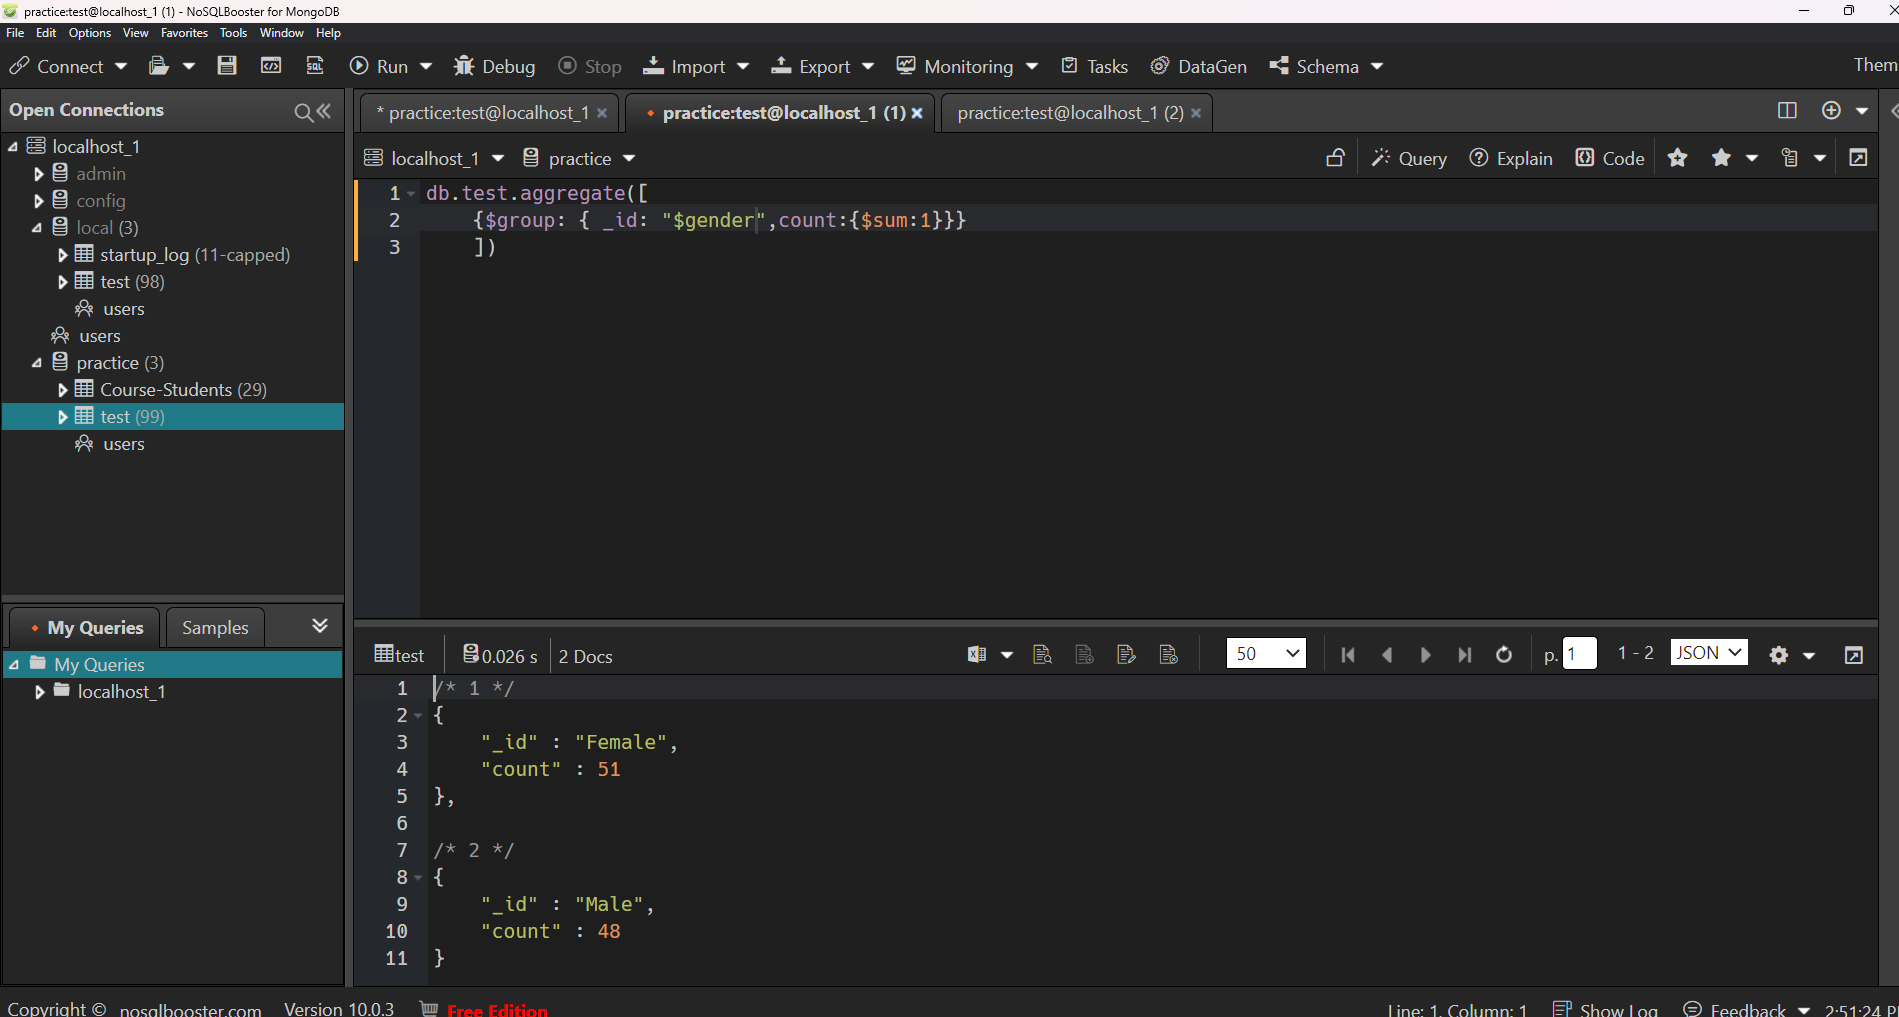 practice:test@localhost_1 (1) - NoSQLBooster for MongoDB
File Edit Options View Favorites Tools Window Help
Connect SQL Run Debug Stop Import Export Monitoring Tasks DataGen Schema Them
Open Connections
* practice:test@localhost_1 practice:test@localhost_1 (1) practice:test@localhost_1 (2)
localhost_1 practice Query Explain Code
localhost_1
admin
config
local (3)
startup_log (11-capped)
test (98)
users
users
practice (3)
Course-Students (29)
test (99)
users
1 db.test.aggregate([
2 {$group: { _id: "$gender",count:{$sum:1}}}
3 ])
My Queries Samples
My Queries
localhost_1
test 0.026 s 2 Docs 50 p. 1 1 - 2 JSON
1 /* 1 */
2 {
3 "_id" : "Female",
4 "count" : 51
5 },
6
7 /* 2 */
8 {
9 "_id" : "Male",
10 "count" : 48
11 }
Copyright © nosqlbooster.com Version 10.0.3 Free Edition Line: 1, Column: 1 Show Log Feedback 2:51:24 P